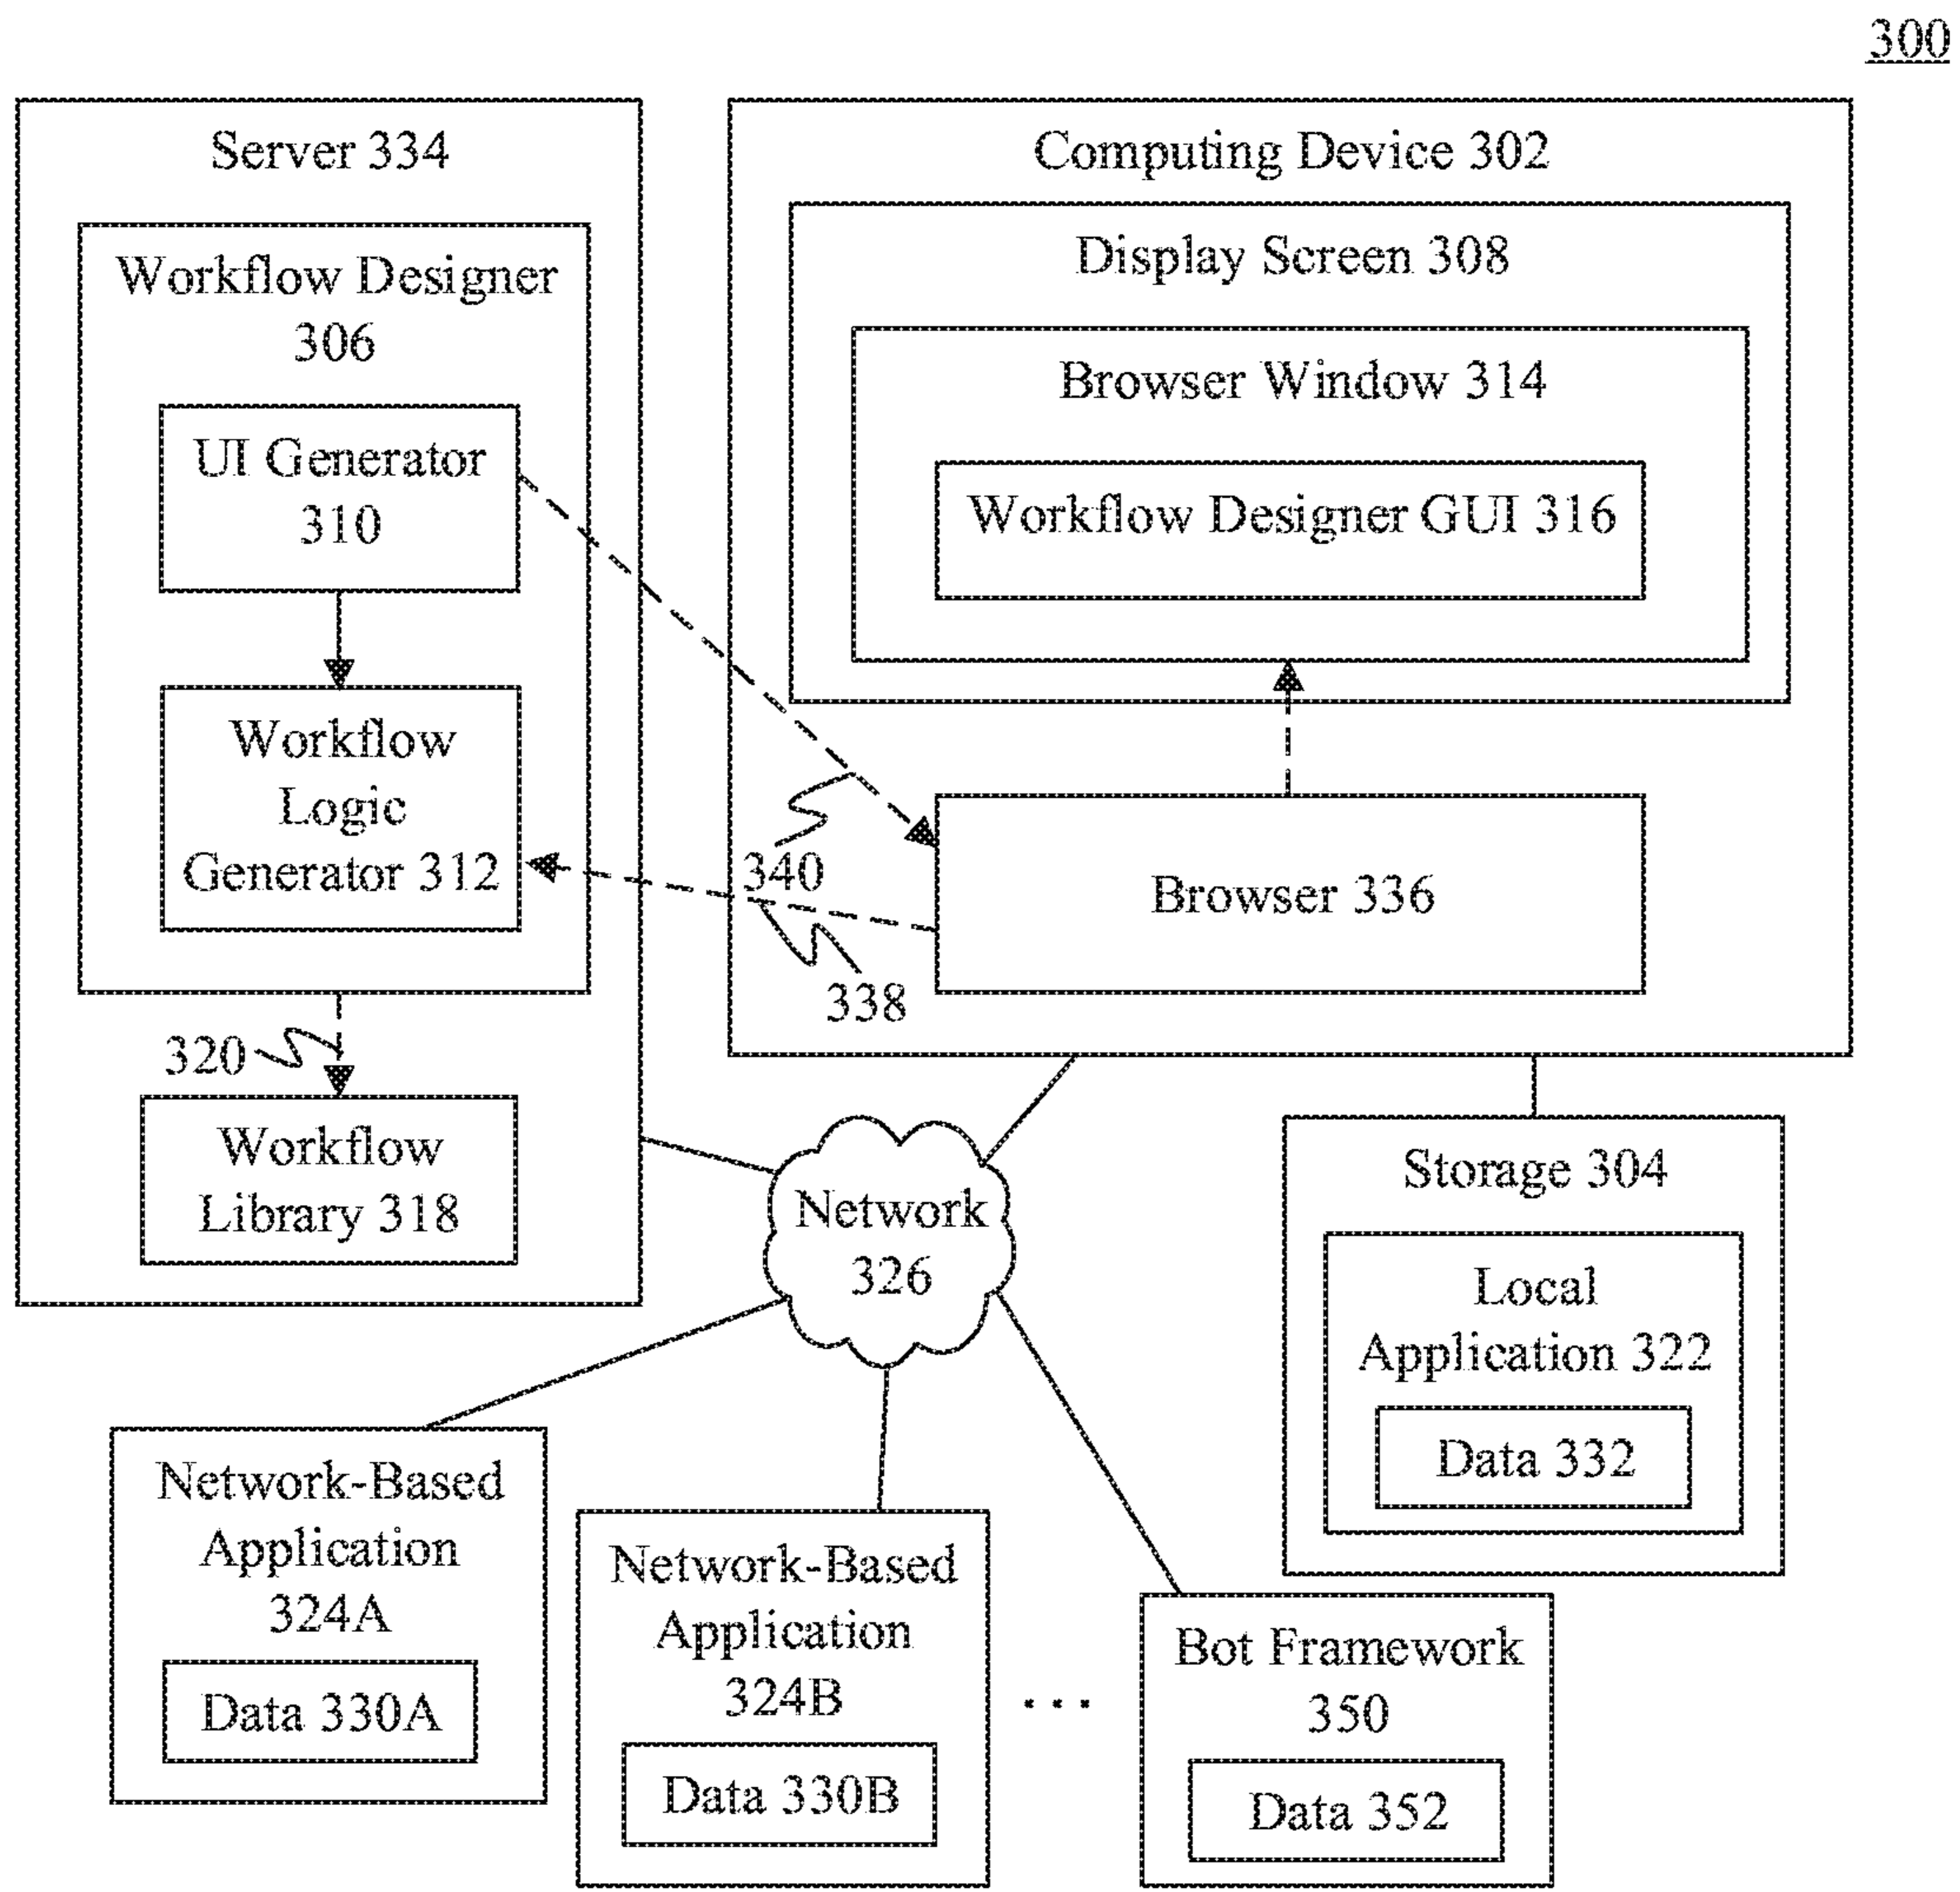 300
Server 334
Workflow Designer
306
UI Generator
310
Workflow
Logic
Generator 312
320
Workflow
Library 318
Computing Device 302
Display Screen 308
Browser Window 314
Workflow Designer GUI 316
340
Browser 336
338
Network
326
Storage 304
Local
Application 322
Data 332
Network-Based
Application
324A
Data 330A
Network-Based
Application
324B
Data 330B
...
Bot Framework
350
Data 352